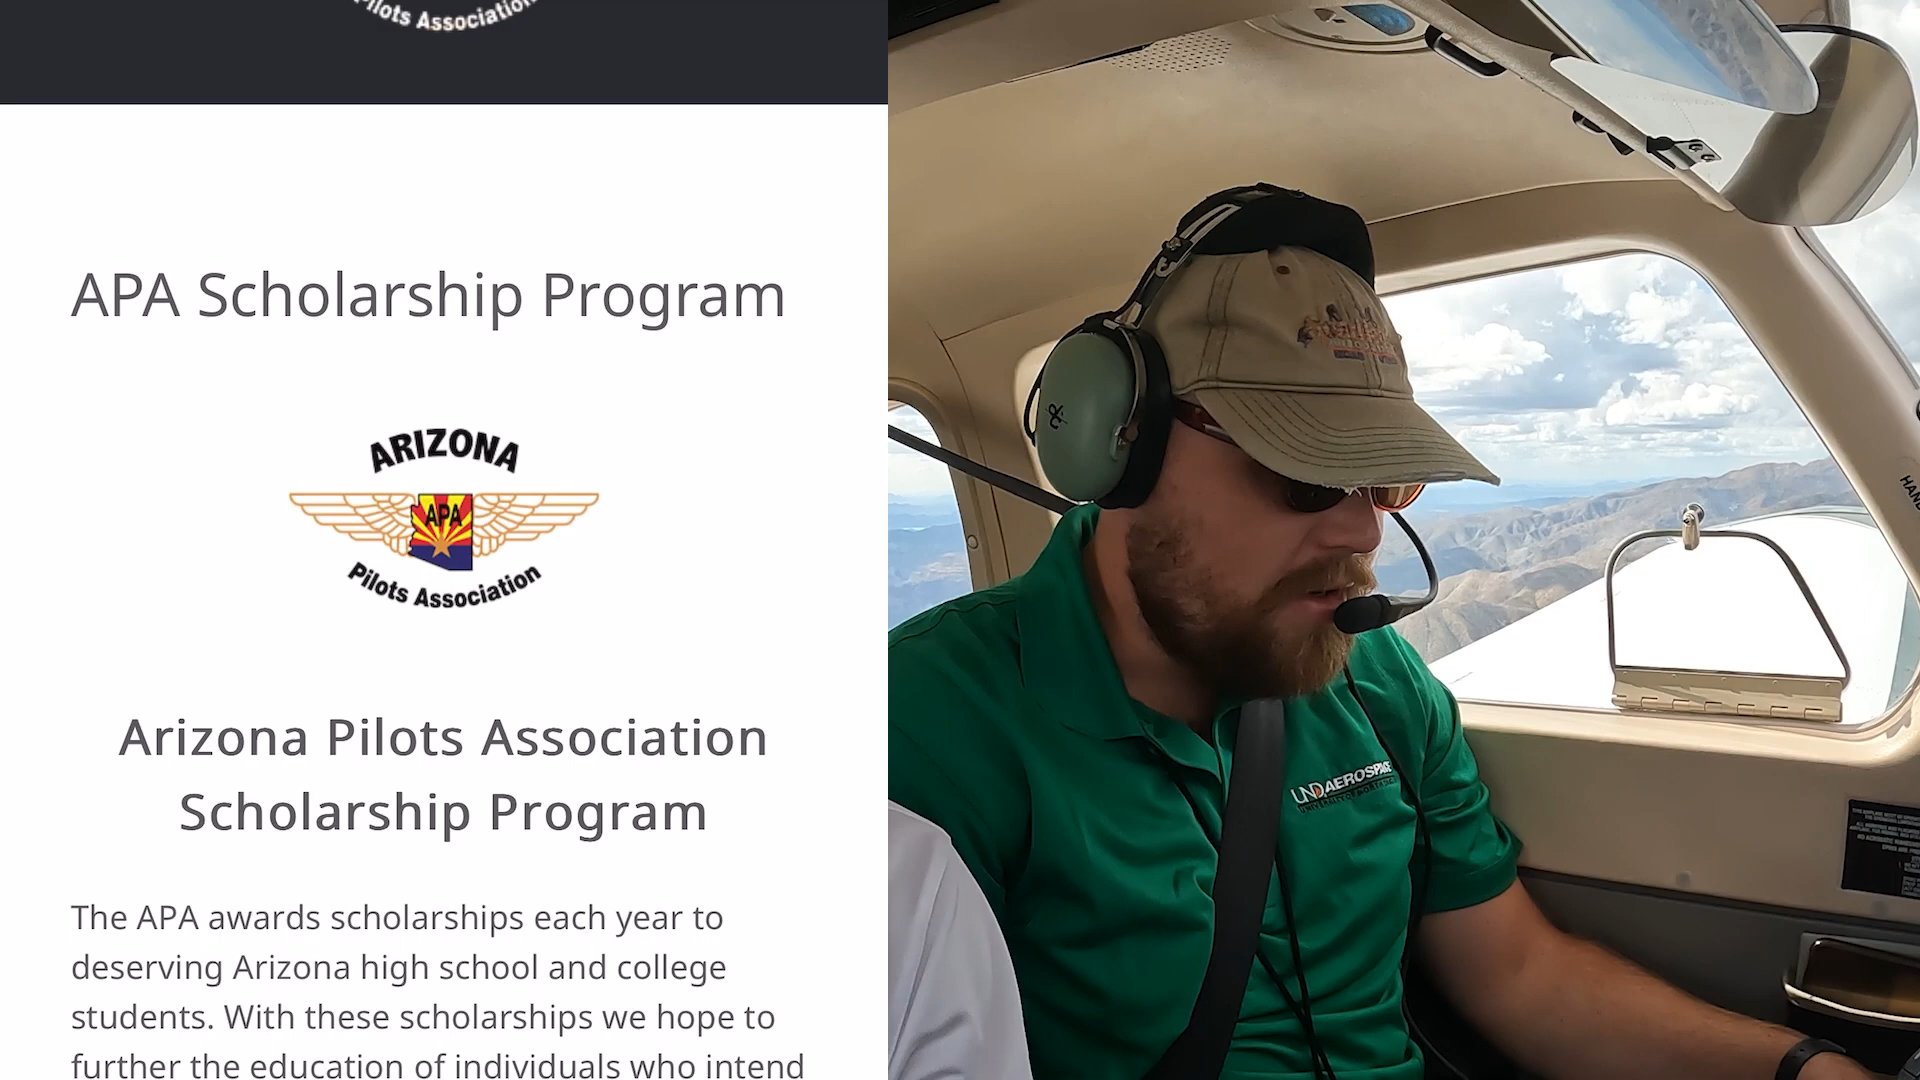 Pilots Association
APA Scholarship Program
ARIZONA
APA
Pilots Association
Arizona Pilots Association
Scholarship Program
The APA awards scholarships each year to
deserving Arizona high school and college
students. With these scholarships we hope to
further the education of individuals who intend
UND AEROSPACE